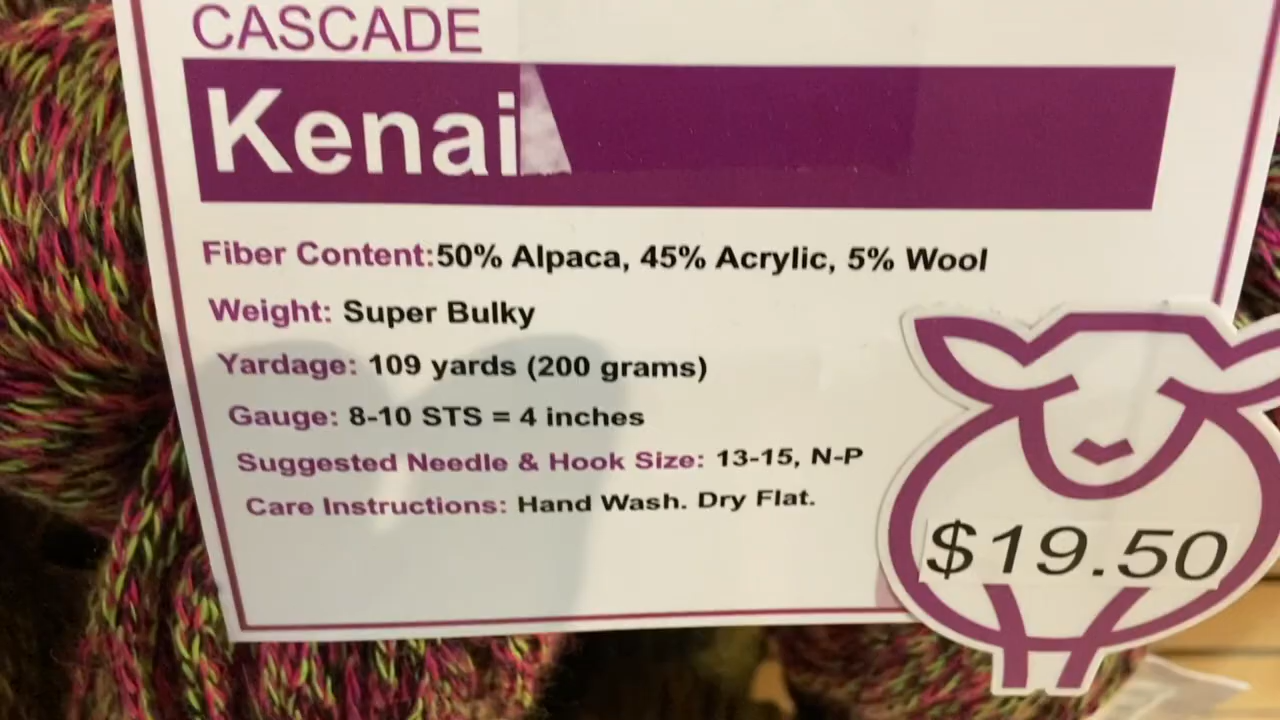 CASCADE
Kenai
Fiber Content:50% Alpaca, 45% Acrylic, 5% Wool
Weight: Super Bulky
Yardage: 109 yards (200 grams)
Gauge: 8-10 STS = 4 inches
Suggested Needle & Hook Size: 13-15, N-P
Care Instructions: Hand Wash. Dry Flat.
$19.50